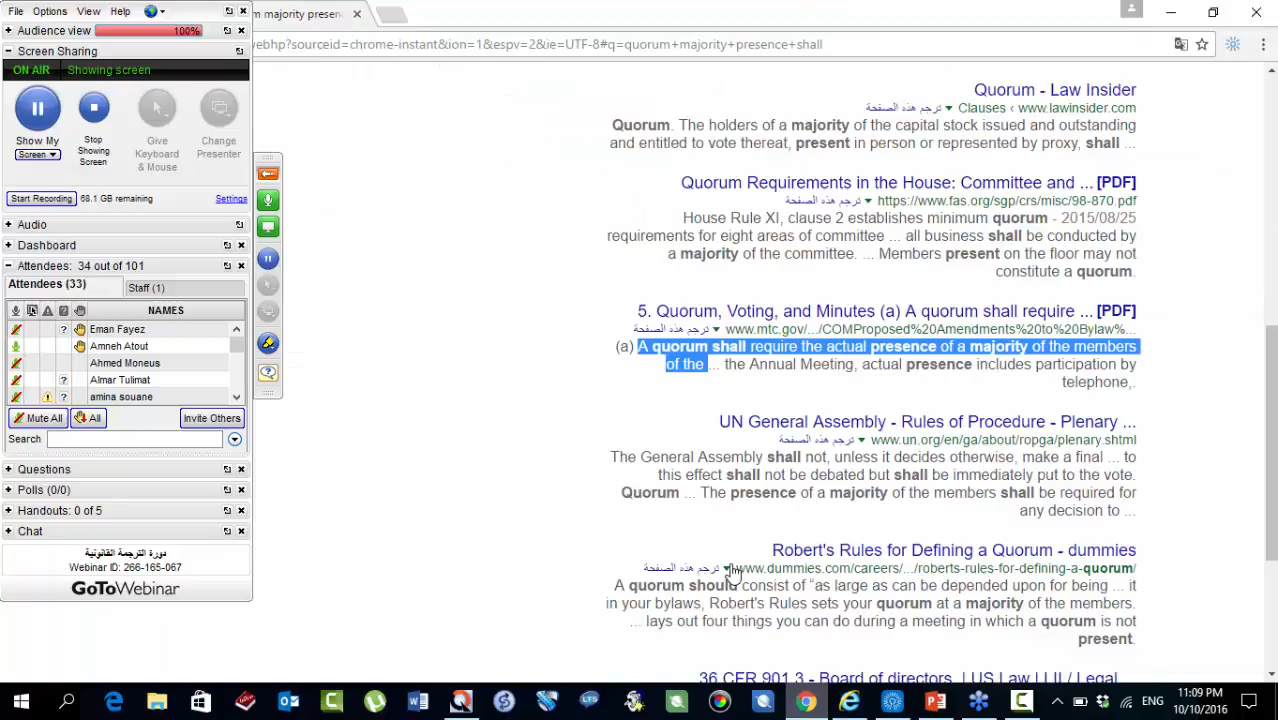 File Options View Help
Audience view 100%
Screen Sharing
ON AIR Showing screen
Show My
Screen
Stop
Showing
Screen
Give
Keyboard
& Mouse
Change
Presenter
Start Recording 68.1 GB remaining Settings
Audio
Dashboard
Attendees: 34 out of 101
Attendees (33) Staff (1)
NAMES
? Eman Fayez
Amneh Atout
Ahmed Moneus
? Almar Tulimat
? amina souane
Mute All All Invite Others
Search
Questions
Polls (0/0)
Handouts: 0 of 5
Chat
دورة الترجمة القانونية
Webinar ID: 266-165-067
GoToWebinar
m majority presen
webhp?sourceid=chrome-instant&ion=1&espv=2&ie=UTF-8#q=quorum+majority+presence+shall
Quorum - Law Insider
ترجم هذه الصفحة Clauses ‹ www.lawinsider.com
Quorum. The holders of a majority of the capital stock issued and outstanding
and entitled to vote thereat, present in person or represented by proxy, shall ...
Quorum Requirements in the House: Committee and ... [PDF]
ترجم هذه الصفحة https://www.fas.org/sgp/crs/misc/98-870.pdf
House Rule XI, clause 2 establishes minimum quorum - 2015/08/25
requirements for eight areas of committee ... all business shall be conducted by
a majority of the committee. ... Members present on the floor may not
constitute a quorum.
5. Quorum, Voting, and Minutes (a) A quorum shall require ... [PDF]
ترجم هذه الصفحة www.mtc.gov/.../COMProposed%20Amendments%20to%20Bylaw%...
(a) A quorum shall require the actual presence of a majority of the members
of the ... the Annual Meeting, actual presence includes participation by
telephone,.
UN General Assembly - Rules of Procedure - Plenary ...
ترجم هذه الصفحة www.un.org/en/ga/about/ropga/plenary.shtml
The General Assembly shall not, unless it decides otherwise, make a final ... to
this effect shall not be debated but shall be immediately put to the vote.
Quorum ... The presence of a majority of the members shall be required for
any decision to ...
Robert's Rules for Defining a Quorum - dummies
ترجم هذه الصفحة www.dummies.com/careers/.../roberts-rules-for-defining-a-quorum/
A quorum should consist of “as large as can be depended upon for being ... it
in your bylaws, Robert's Rules sets your quorum at a majority of the members.
... lays out four things you can do during a meeting in which a quorum is not
present.
36 CFR 901.3 - Board of directors. | US Law | LII / Legal
ENG
11:09 PM
10/10/2016